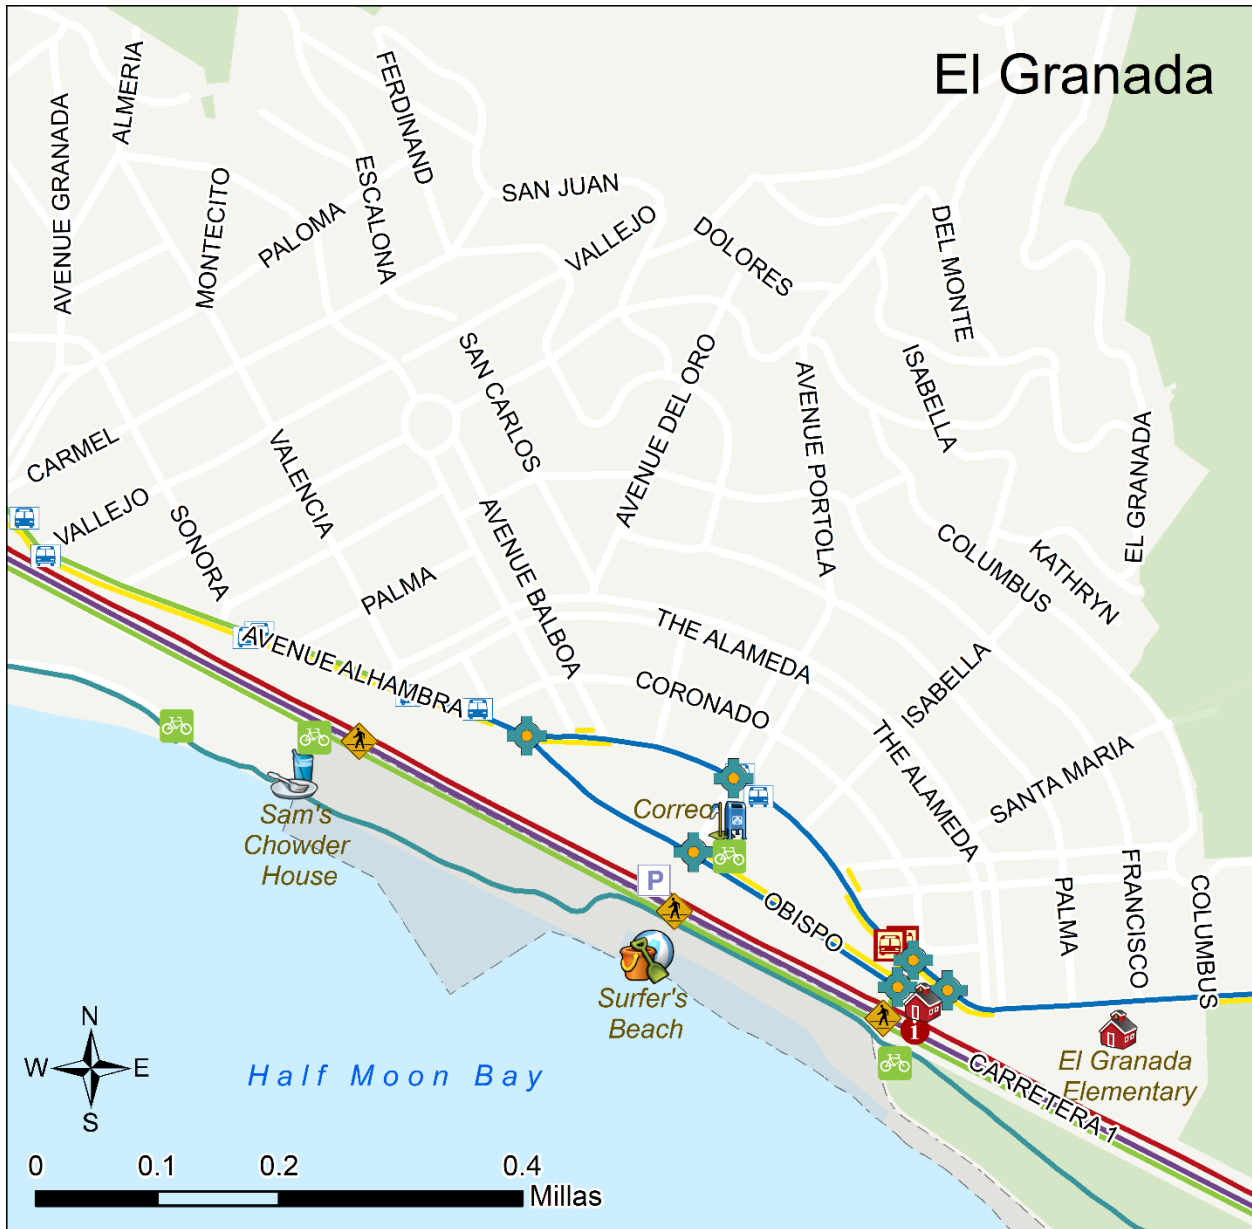 El Granada
ALMERIA
FERDINAND
AVENUE GRANADA
MONTECITO
PALOMA
ESCALONA
SAN JUAN
VALLEJO
DOLORES
DEL MONTE
SAN CARLOS
AVENUE DEL ORO
AVENUE PORTOLA
ISABELLA
EL GRANADA
CARMEL
VALLEJO
SONORA
VALENCIA
AVENUE BALBOA
COLUMBUS
KATHRYN
PALMA
THE ALAMEDA
AVENUE ALHAMBRA
CORONADO
ISABELLA
THE ALAMEDA
SANTA MARIA
Sam's
Chowder
House
Correo
P
OBISPO
PALMA
FRANCISCO
COLUMBUS
Surfer's
Beach
i
El Granada
Elementary
CARRETERA 1
Half Moon Bay
N
W E
S
0 0.1 0.2 0.4
Millas